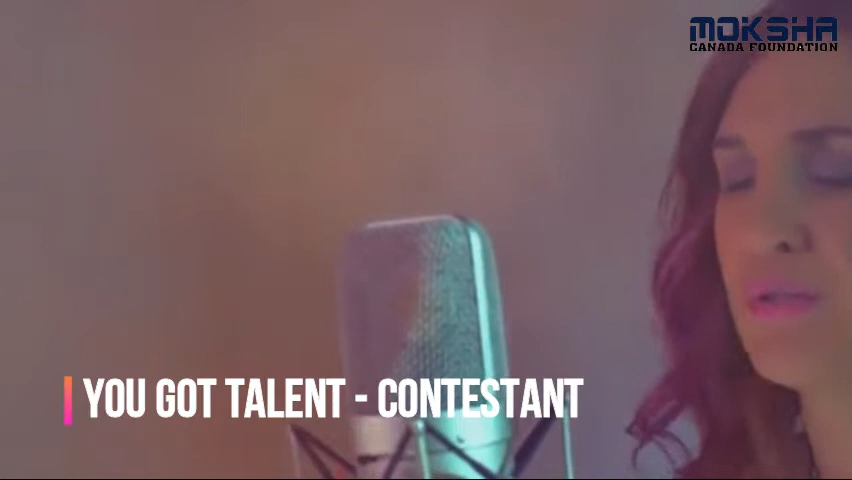 MOKSHA
CANADA FOUNDATION
YOU GOT TALENT - CONTESTANT